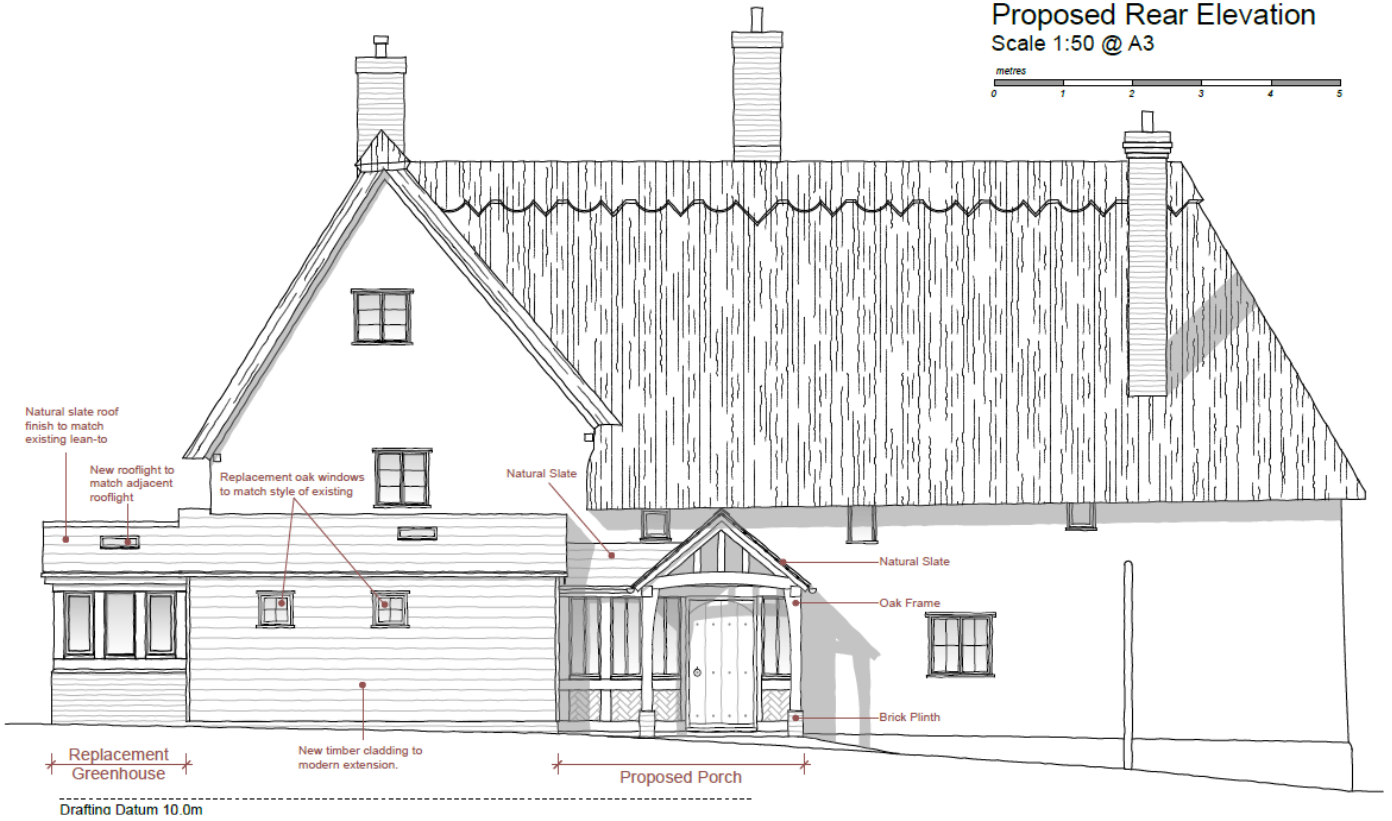 Proposed Rear Elevation
Scale 1:50 @ A3
metres
0 1 2 3 4 5
Natural slate roof
finish to match
existing lean-to
New rooflight to
match adjacent
rooflight
Replacement oak windows
to match style of existing
Natural Slate
Natural Slate
Oak Frame
Brick Plinth
New timber cladding to
modern extension.
Replacement
Greenhouse
Proposed Porch
Drafting Datum 10.0m